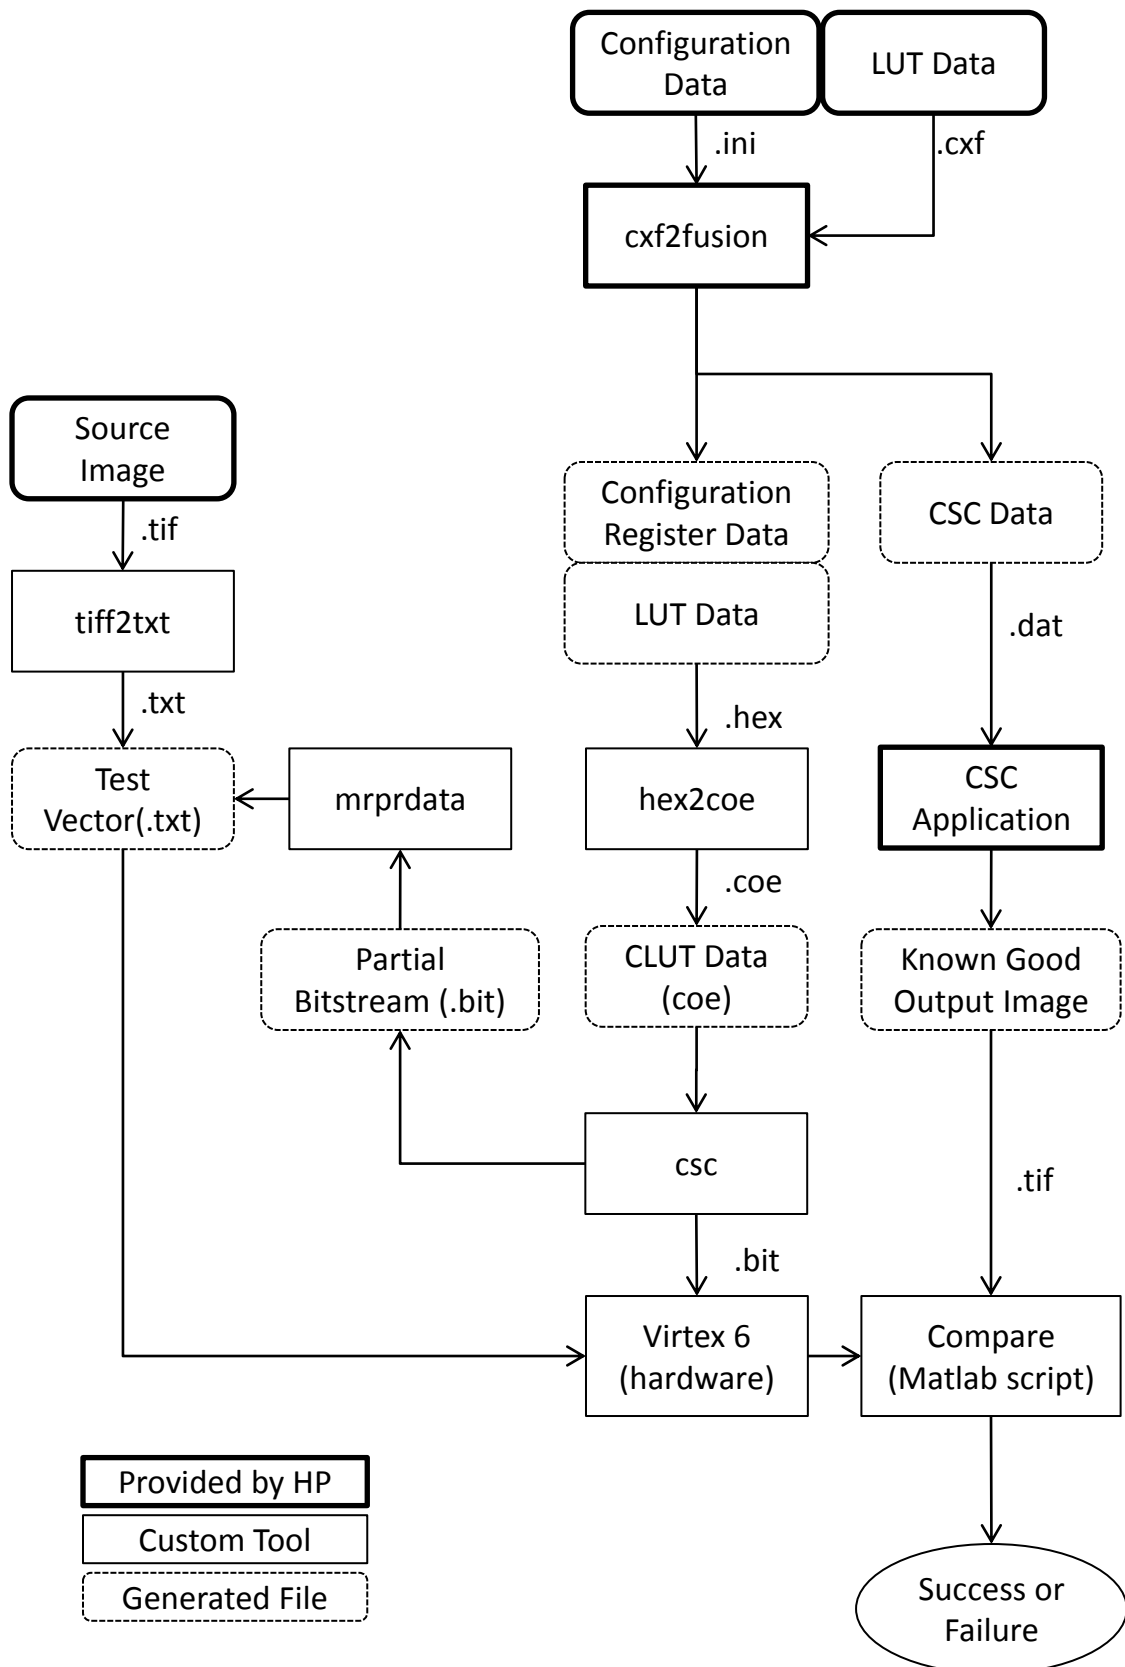 Configuration
Data
LUT Data
.ini
.cxf
cxf2fusion
Source
Image
.tif
tiff2txt
.txt
Configuration
Register Data
LUT Data
CSC Data
.dat
.hex
Test
Vector(.txt)
mrprdata
hex2coe
CSC
Application
.coe
Partial
Bitstream (.bit)
CLUT Data
(coe)
Known Good
Output Image
csc
.tif
.bit
Virtex 6
(hardware)
Compare
(Matlab script)
Provided by HP
Custom Tool
Generated File
Success or
Failure